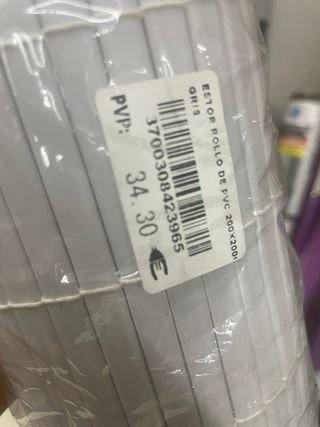 ESTOR ROLLO DE PVC 200X200
GRIS
3700308423965
PVP: 34.30 €